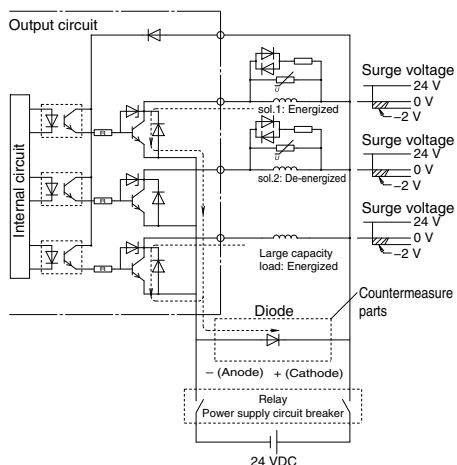 Output circuit
Internal circuit
sol.1: Energized
sol.2: De-energized
Large capacity
load: Energized
Surge voltage
24 V
0 V
−2 V
Surge voltage
24 V
0 V
−2 V
Surge voltage
24 V
0 V
−2 V
Countermeasure
parts
Diode
− (Anode) + (Cathode)
Relay
Power supply circuit breaker
24 VDC